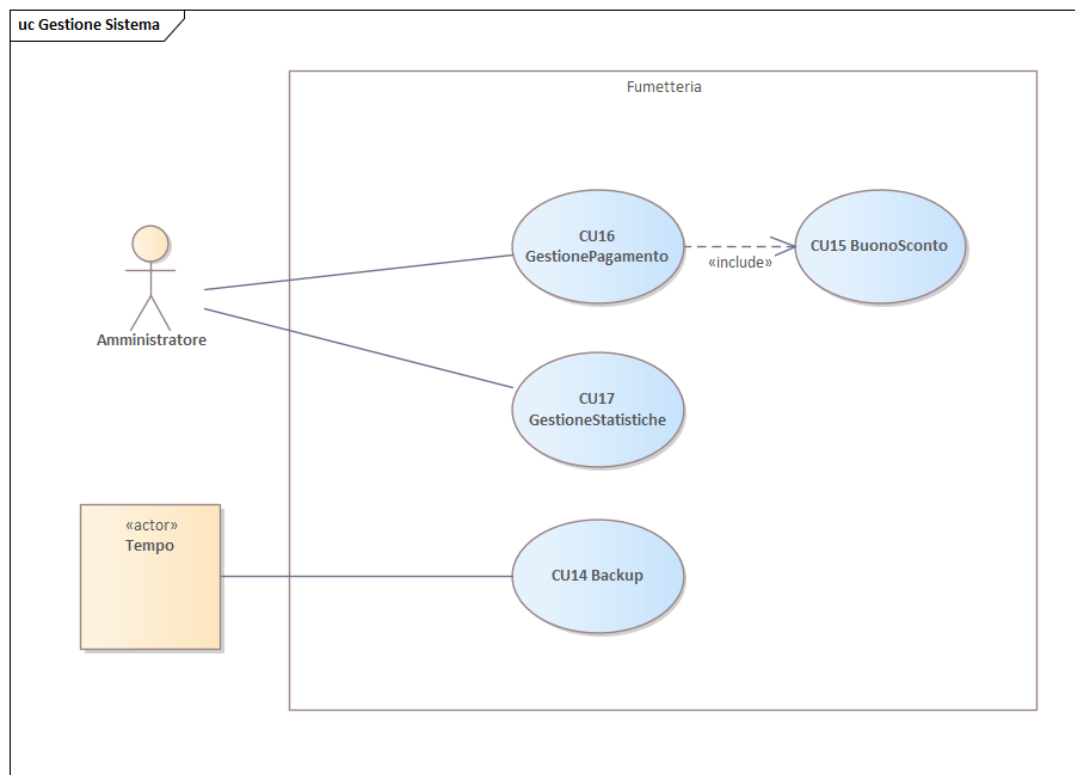 uc Gestione Sistema
Fumetteria
CU16
GestionePagamento
«include»
CU15 BuonoSconto
Amministratore
CU17
GestioneStatistiche
«actor»
Tempo
CU14 Backup